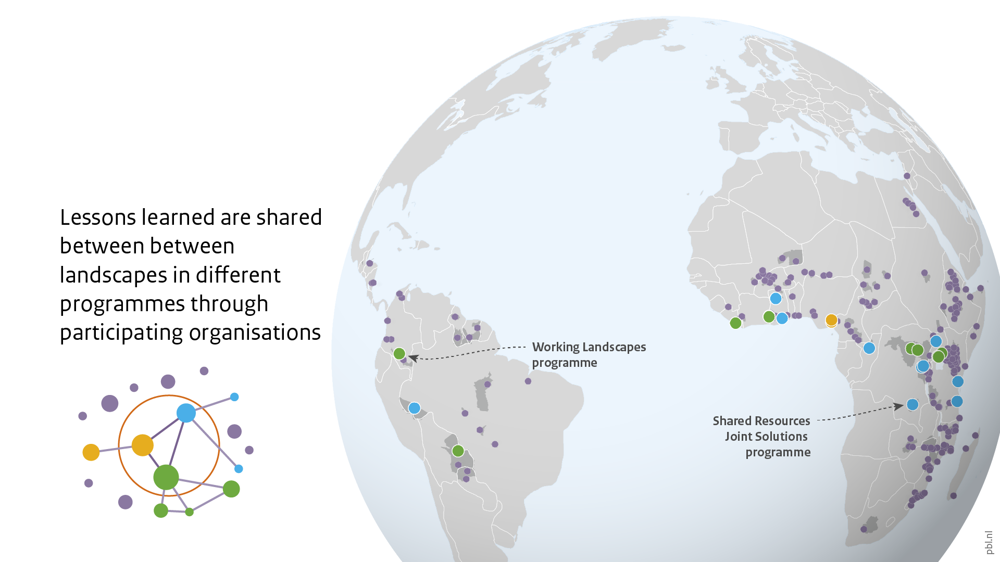 Lessons learned are shared
between between
landscapes in different
programmes through
participating organisations
Working Landscapes
programme
Shared Resources
Joint Solutions
programme
pbl.nl